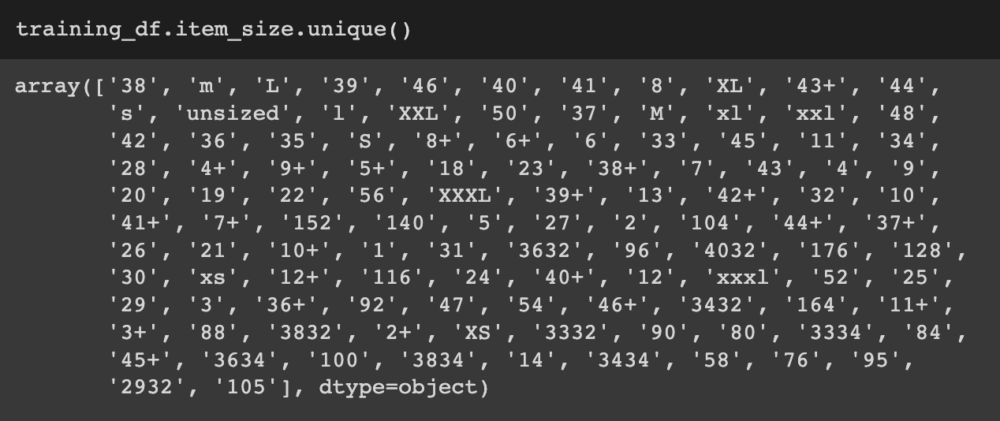 training_df.item_size.unique()
array(['38', 'm', 'L', '39', '46', '40', '41', '8', 'XL', '43+', '44',
's', 'unsized', 'l', 'XXL', '50', '37', 'M', 'xl', 'xxl', '48',
'42', '36', '35', 'S', '8+', '6+', '6', '33', '45', '11', '34',
'28', '4+', '9+', '5+', '18', '23', '38+', '7', '43', '4', '9',
'20', '19', '22', '56', 'XXXL', '39+', '13', '42+', '32', '10',
'41+', '7+', '152', '140', '5', '27', '2', '104', '44+', '37+',
'26', '21', '10+', '1', '31', '3632', '96', '4032', '176', '128',
'30', 'xs', '12+', '116', '24', '40+', '12', 'xxxl', '52', '25',
'29', '3', '36+', '92', '47', '54', '46+', '3432', '164', '11+',
'3+', '88', '3832', '2+', 'XS', '3332', '90', '80', '3334', '84',
'45+', '3634', '100', '3834', '14', '3434', '58', '76', '95',
'2932', '105'], dtype=object)